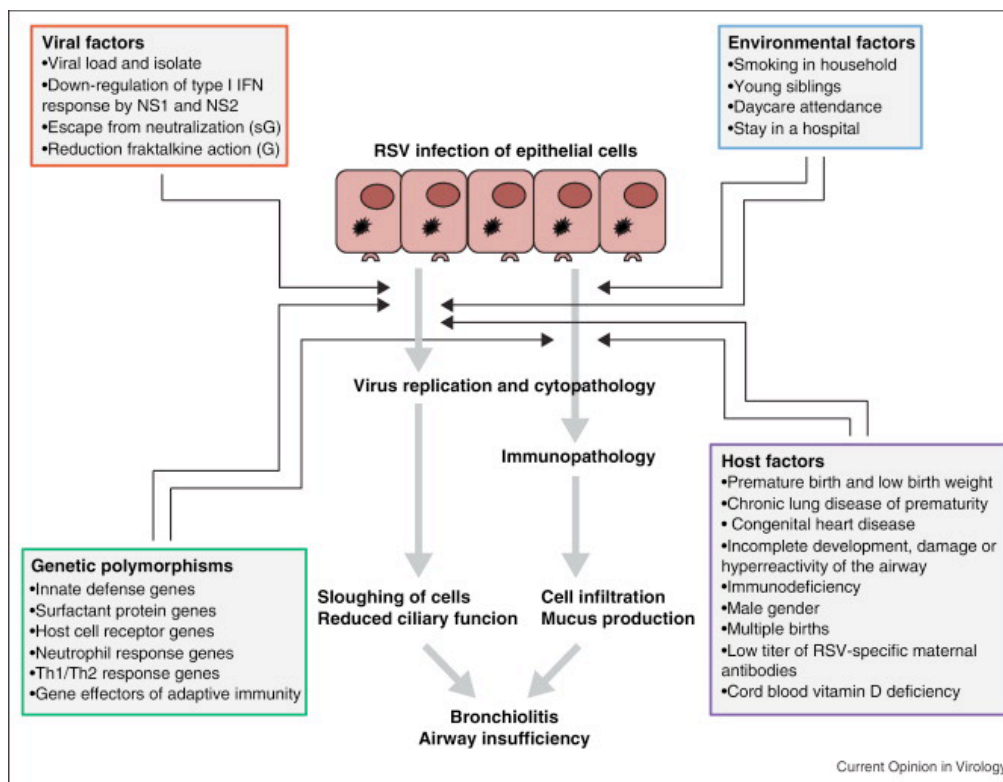 Viral factors
•Viral load and isolate
•Down-regulation of type I IFN
response by NS1 and NS2
•Escape from neutralization (sG)
•Reduction fraktalkine action (G)
Environmental factors
•Smoking in household
•Young siblings
•Daycare attendance
•Stay in a hospital
RSV infection of epithelial cells
Virus replication and cytopathology
Immunopathology
Genetic polymorphisms
•Innate defense genes
•Surfactant protein genes
•Host cell receptor genes
•Neutrophil response genes
•Th1/Th2 response genes
•Gene effectors of adaptive immunity
Sloughing of cells
Reduced ciliary funcion
Cell infiltration
Mucus production
Host factors
•Premature birth and low birth weight
•Chronic lung disease of prematurity
• Congenital heart disease
•Incomplete development, damage or
hyperreactivity of the airway
•Immunodeficiency
•Male gender
•Multiple births
•Low titer of RSV-specific maternal
antibodies
•Cord blood vitamin D deficiency
Bronchiolitis
Airway insufficiency
Current Opinion in Virology